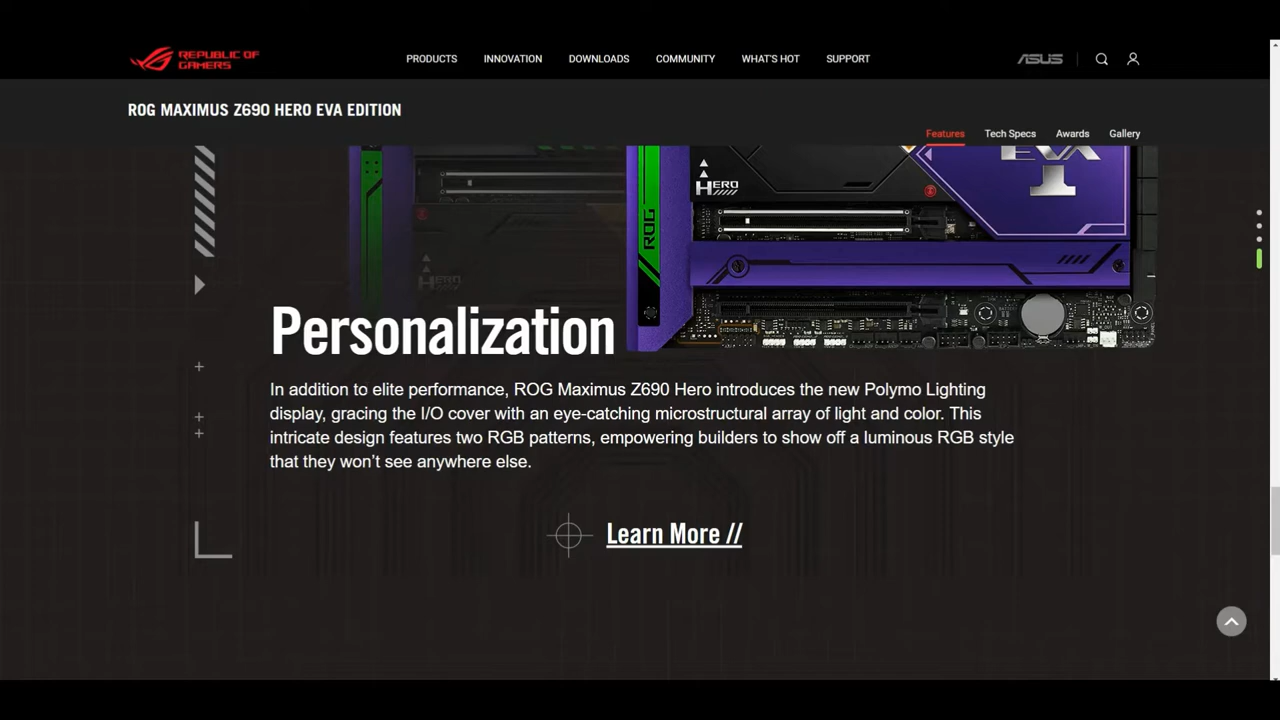 REPUBLIC OF
GAMERS
PRODUCTS INNOVATION DOWNLOADS COMMUNITY WHAT'S HOT SUPPORT
ASUS
ROG MAXIMUS Z690 HERO EVA EDITION
Features Tech Specs Awards Gallery
EVA
1
HERO
ROG
HERO
Personalization
In addition to elite performance, ROG Maximus Z690 Hero introduces the new Polymo Lighting
display, gracing the I/O cover with an eye-catching microstructural array of light and color. This
intricate design features two RGB patterns, empowering builders to show off a luminous RGB style
that they won’t see anywhere else.
Learn More //